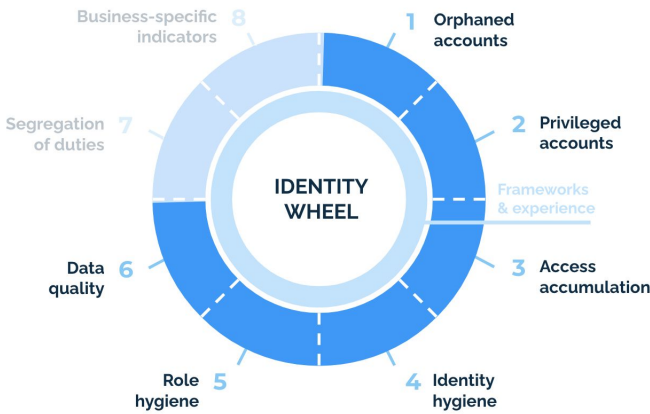 IDENTITY
WHEEL
1 Orphaned
accounts
2 Privileged
accounts
Frameworks
& experience
3 Access
accumulation
4 Identity
hygiene
5 Role
hygiene
6 Data
quality
7 Segregation
of duties
8 Business-specific
indicators